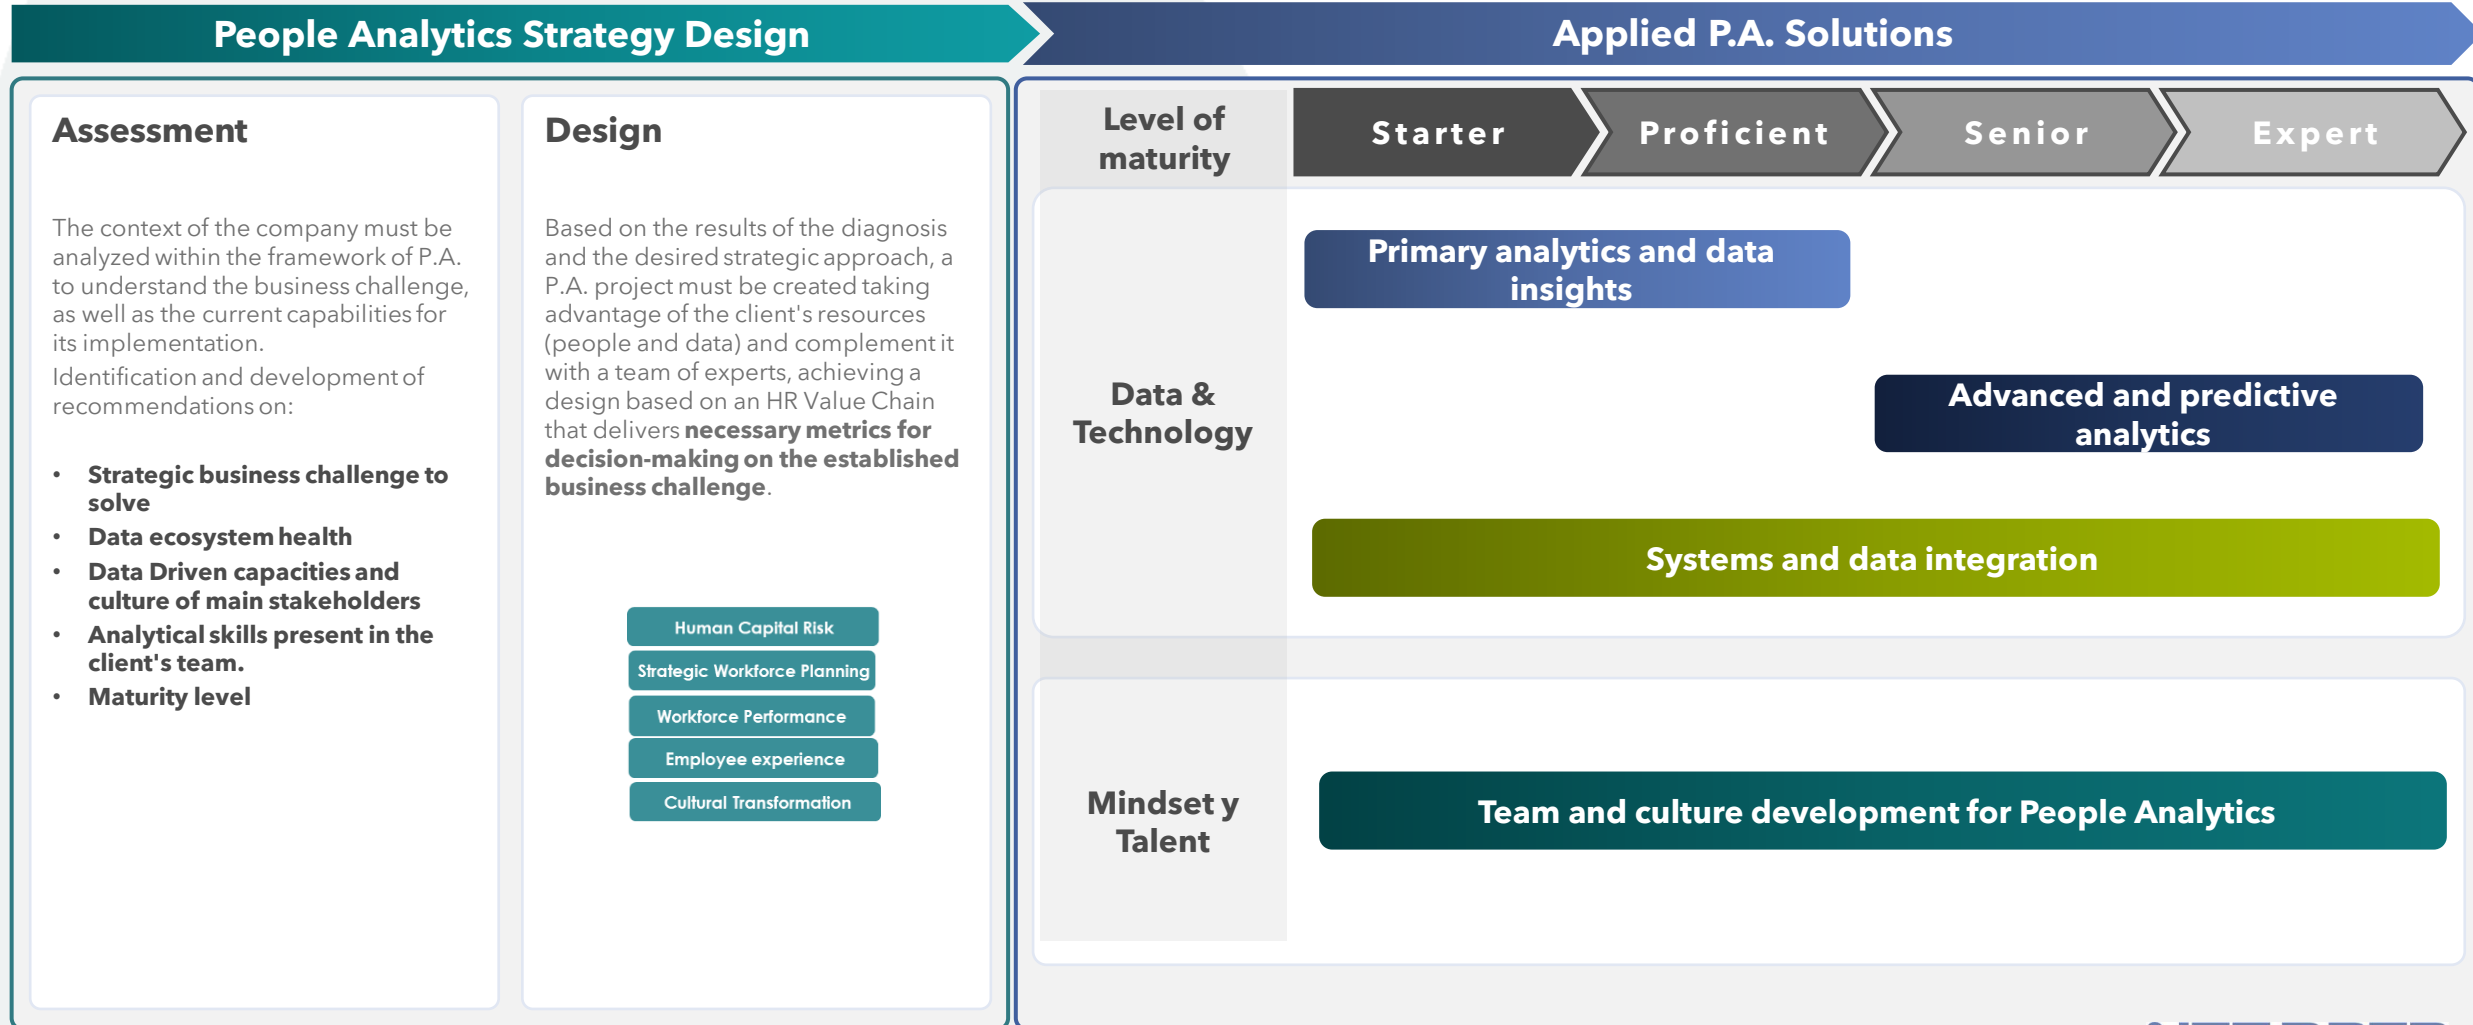 People Analytics Strategy Design
Applied P.A. Solutions
Assessment
The context of the company must be
analyzed within the framework of P.A.
to understand the business challenge,
as well as the current capabilities for
its implementation.
Identification and development of
recommendations on:
• Strategic business challenge to
solve
• Data ecosystem health
• Data Driven capacities and
culture of main stakeholders
• Analytical skills present in the
client's team.
• Maturity level
Design
Based on the results of the diagnosis
and the desired strategic approach, a
P.A. project must be created taking
advantage of the client's resources
(people and data) and complement it
with a team of experts, achieving a
design based on an HR Value Chain
that delivers necessary metrics for
decision-making on the established
business challenge.
Human Capital Risk
Strategic Workforce Planning
Workforce Performance
Employee experience
Cultural Transformation
Level of
maturity
Starter
Proficient
Senior
Expert
Data &
Technology
Primary analytics and data
insights
Advanced and predictive
analytics
Systems and data integration
Mindset y
Talent
Team and culture development for People Analytics